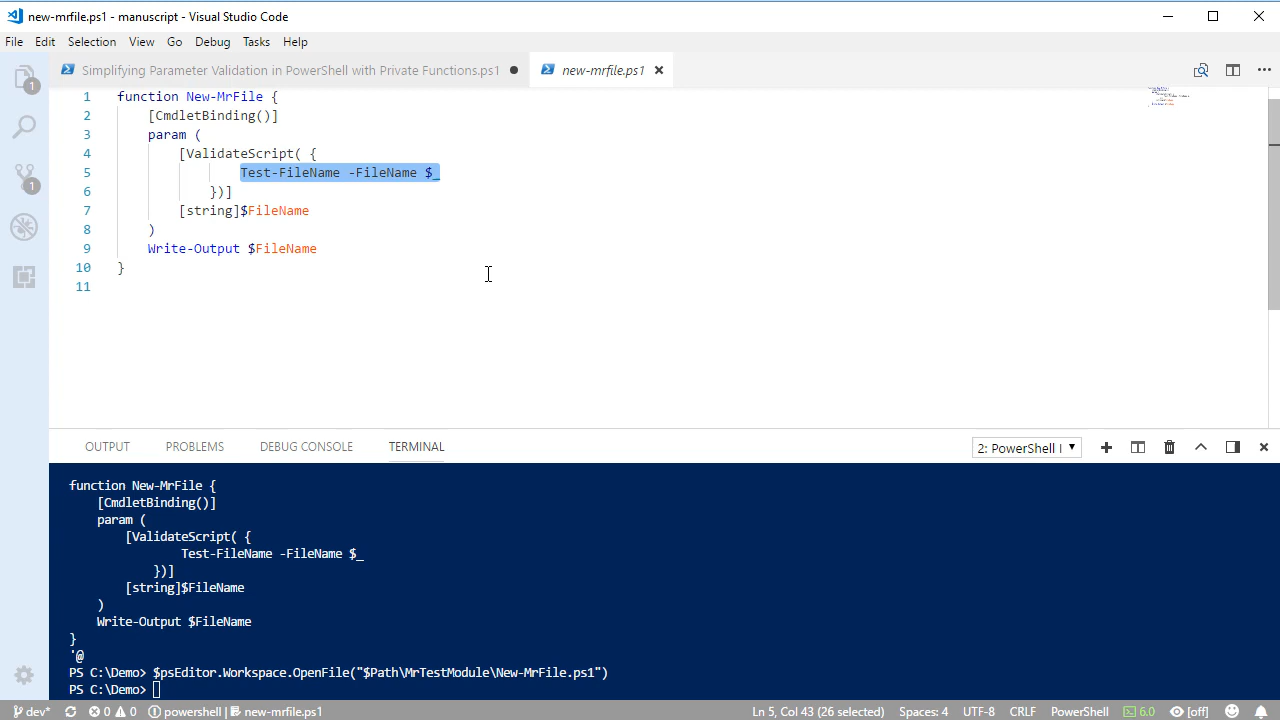 new-mrfile.ps1 - manuscript - Visual Studio Code
File Edit Selection View Go Debug Tasks Help
1 Simplifying Parameter Validation in PowerShell with Private Functions.ps1 new-mrfile.ps1
1 function New-MrFile {
2 [CmdletBinding()]
3 param (
4 [ValidateScript( {
5 Test-FileName -FileName $_
6 })]
7 [string]$FileName
8 )
9 Write-Output $FileName
10 }
11
1
OUTPUT PROBLEMS DEBUG CONSOLE TERMINAL 2: PowerShell I
function New-MrFile {
[CmdletBinding()]
param (
[ValidateScript( {
Test-FileName -FileName $_
})]
[string]$FileName
)
Write-Output $FileName
}
'@
PS C:\Demo> $psEditor.Workspace.OpenFile("$Path\MrTestModule\New-MrFile.ps1")
PS C:\Demo>
dev* 0 0 powershell | new-mrfile.ps1 Ln 5, Col 43 (26 selected) Spaces: 4 UTF-8 CRLF PowerShell 6.0 [off]